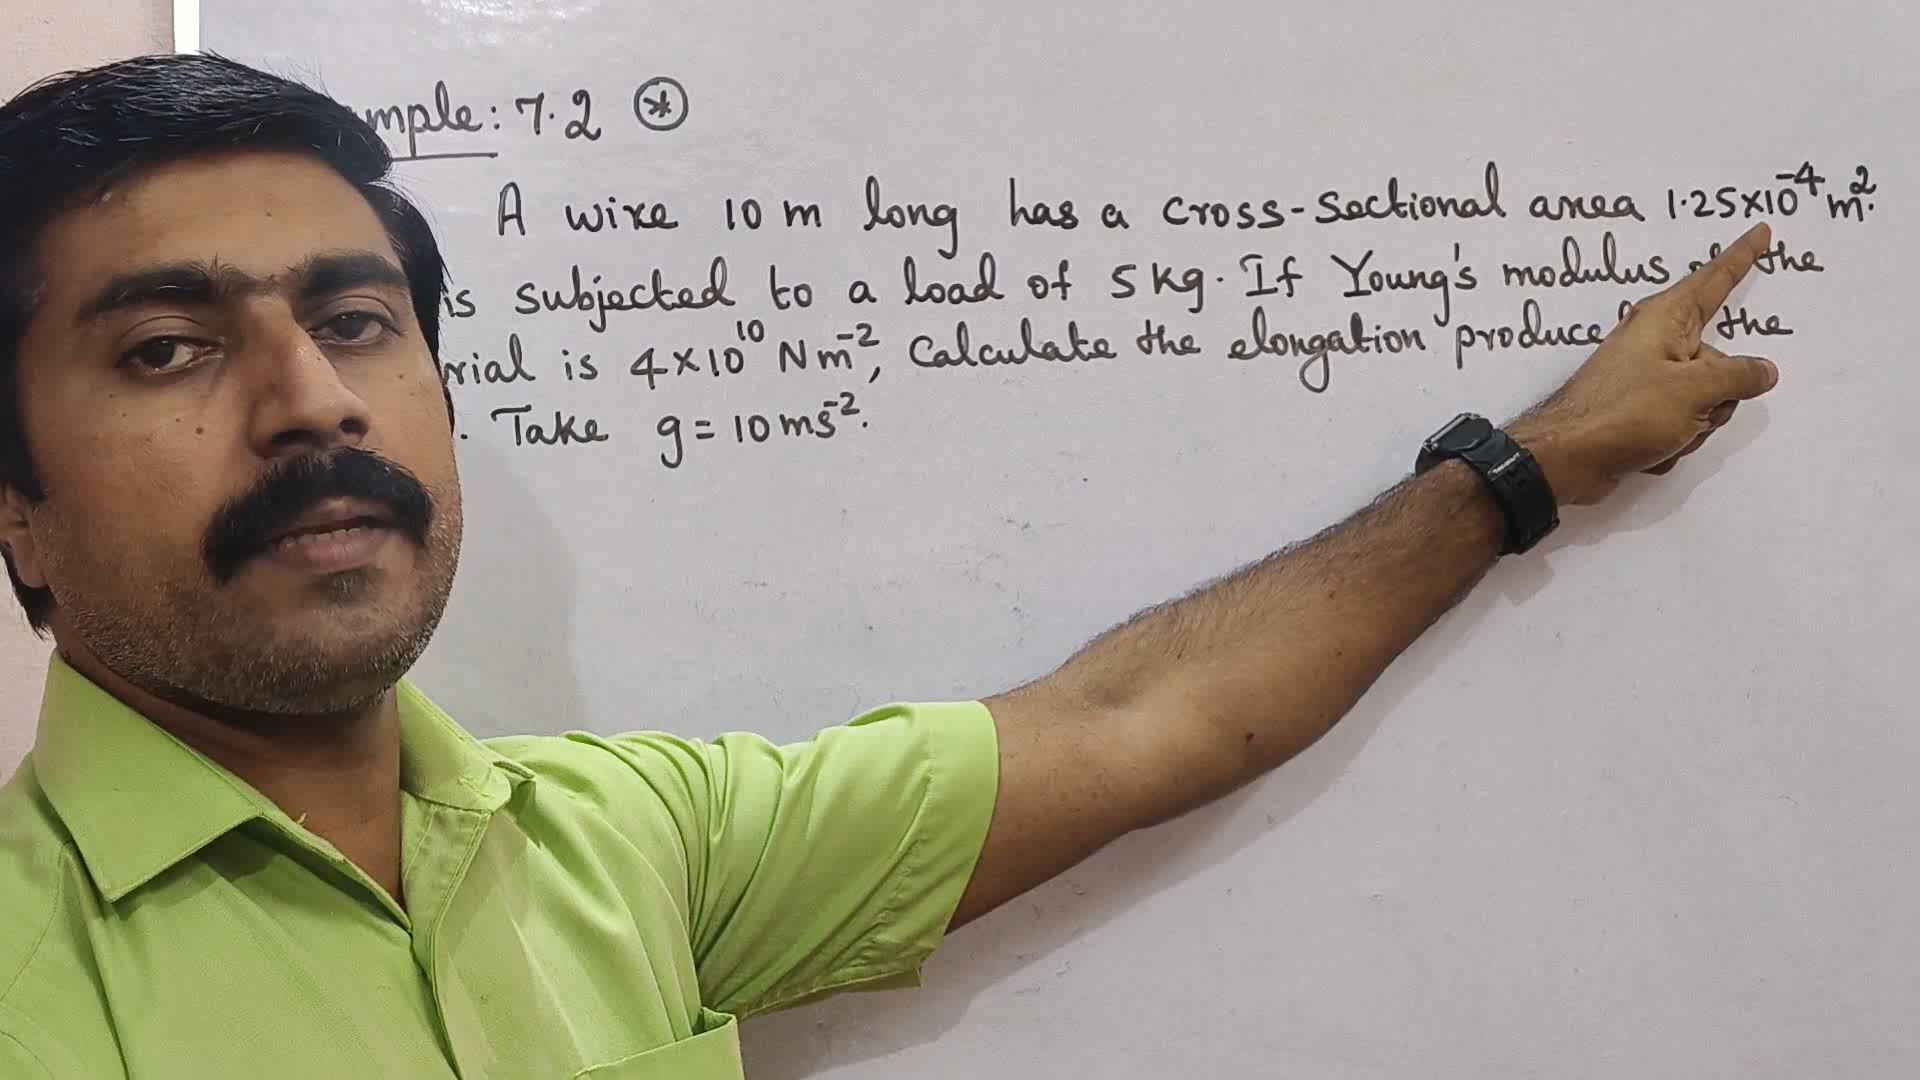 mple: 7.2 *
A wire 10 m long has a cross-sectional area 1.25×10⁻⁴ m².
is subjected to a load of 5 kg. If Young's modulus the
rial is 4×10¹⁰ Nm⁻², Calculate the elongation produce the
. Take g = 10 ms⁻².